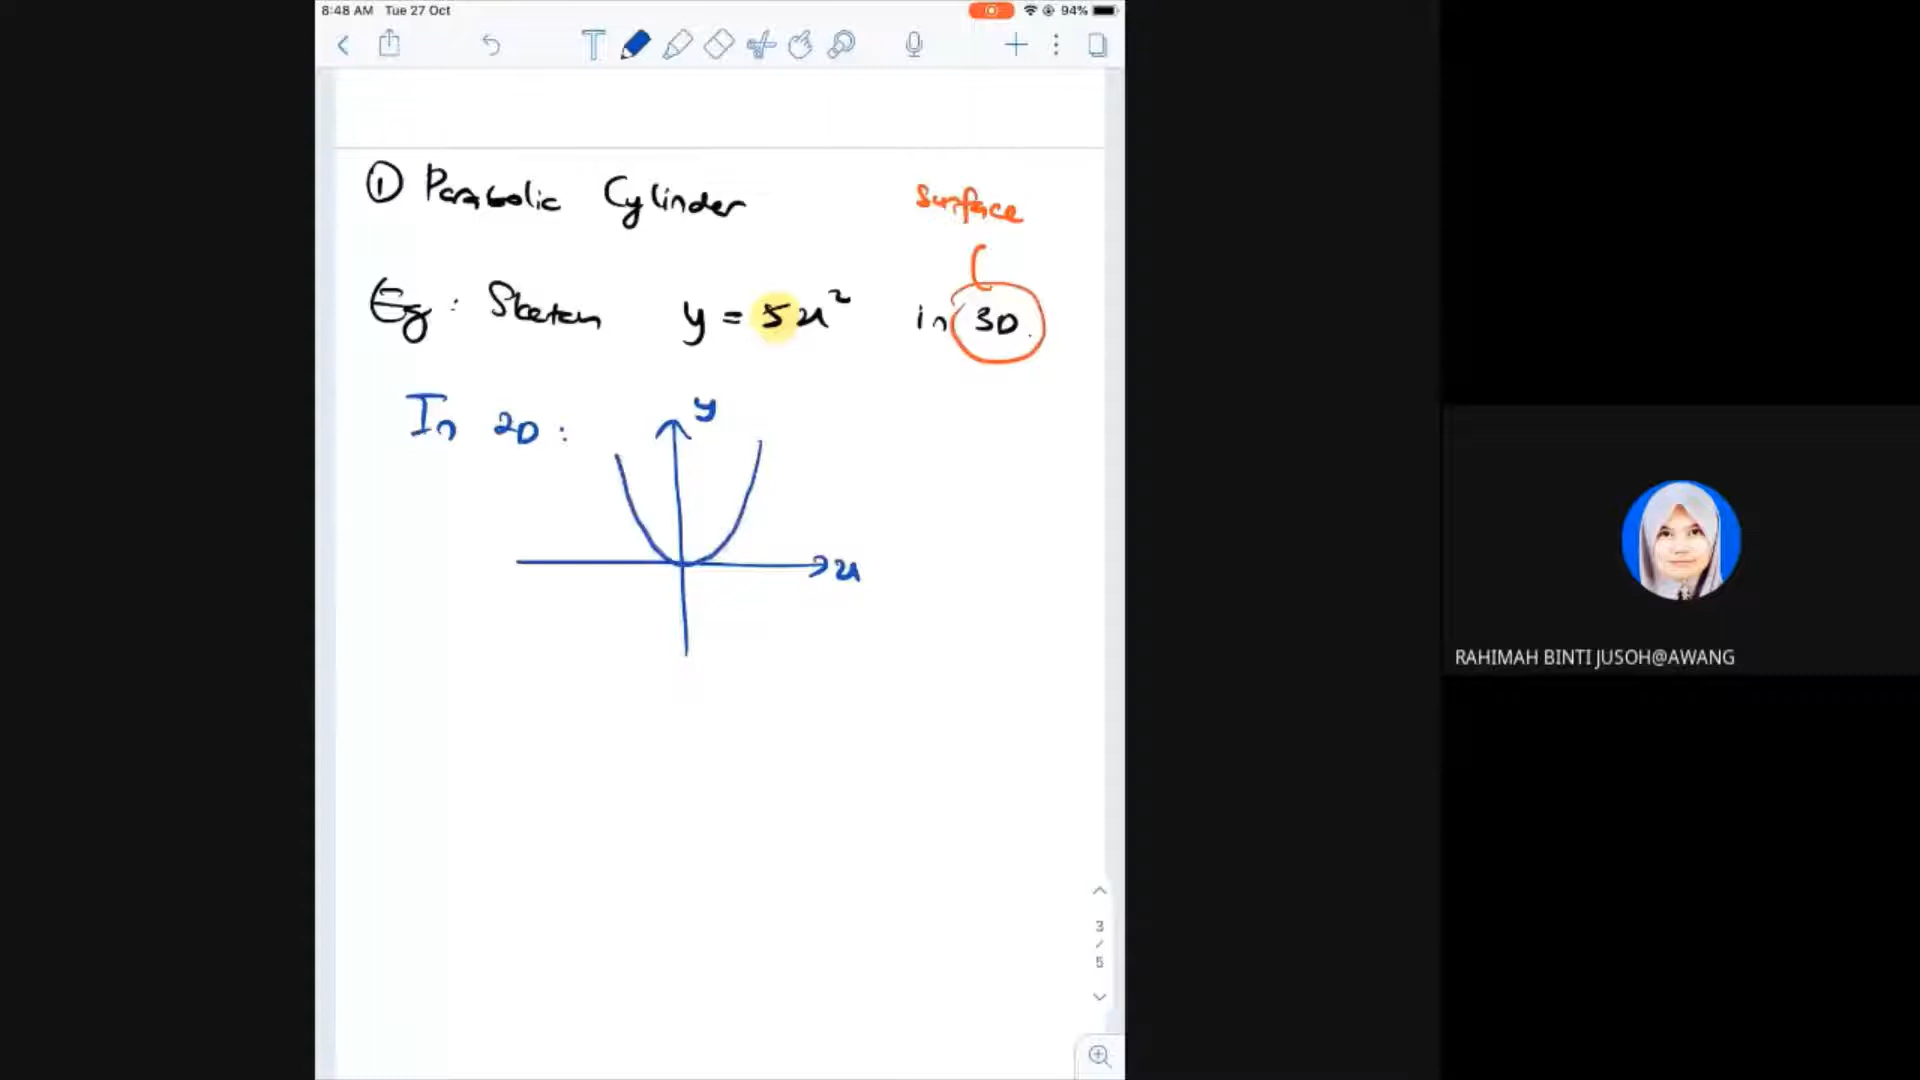 8:48 AM Tue 27 Oct
94%
① Parabolic Cylinder
Surface
Eg : Sketch y = 5x² in 3D.
In 2D :
y
x
3
/
5
RAHIMAH BINTI JUSOH@AWANG